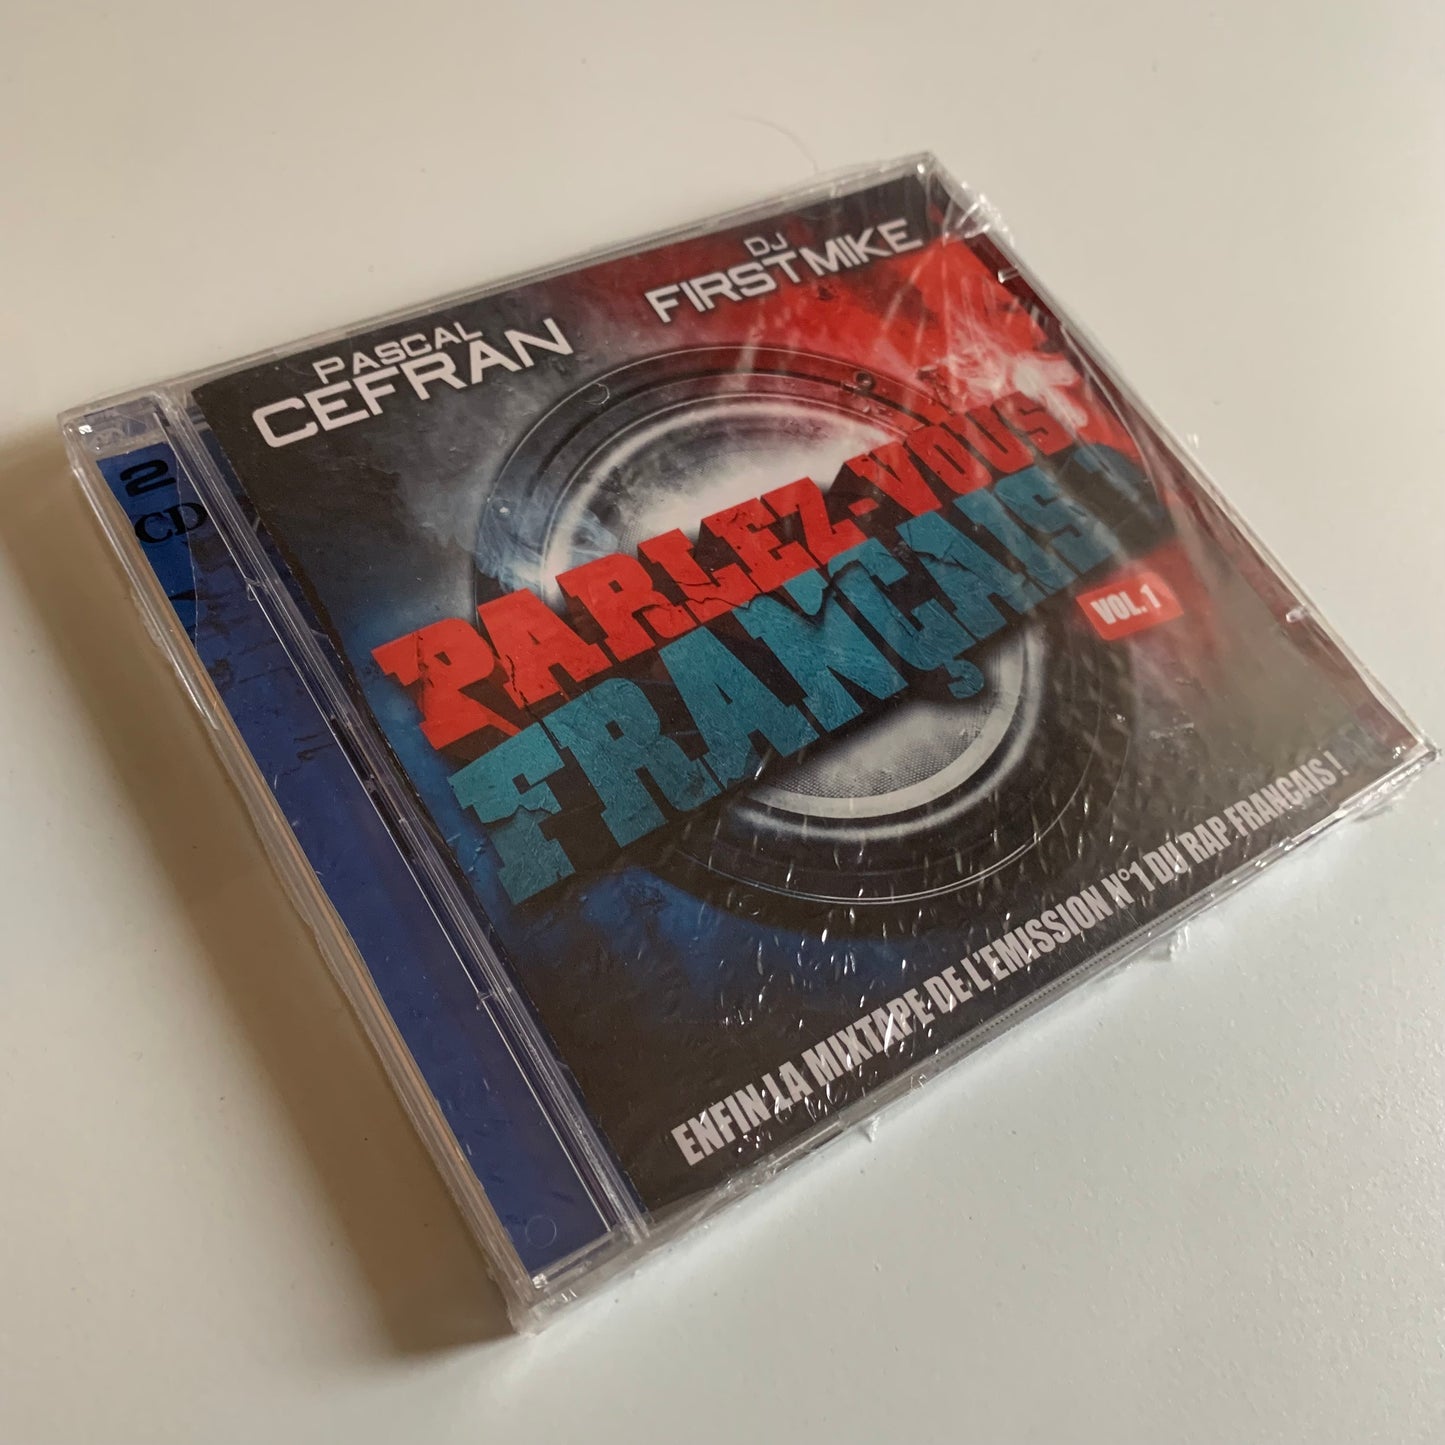 PASCAL
CEFRAN
DJ
FIRSTMIKE
2
CD
PARLEZ-VOUS
FRANÇAIS ?
VOL.1
ENFIN LA MIXTAPE DE L'EMISSION N°1 DU RAP FRANCAIS !